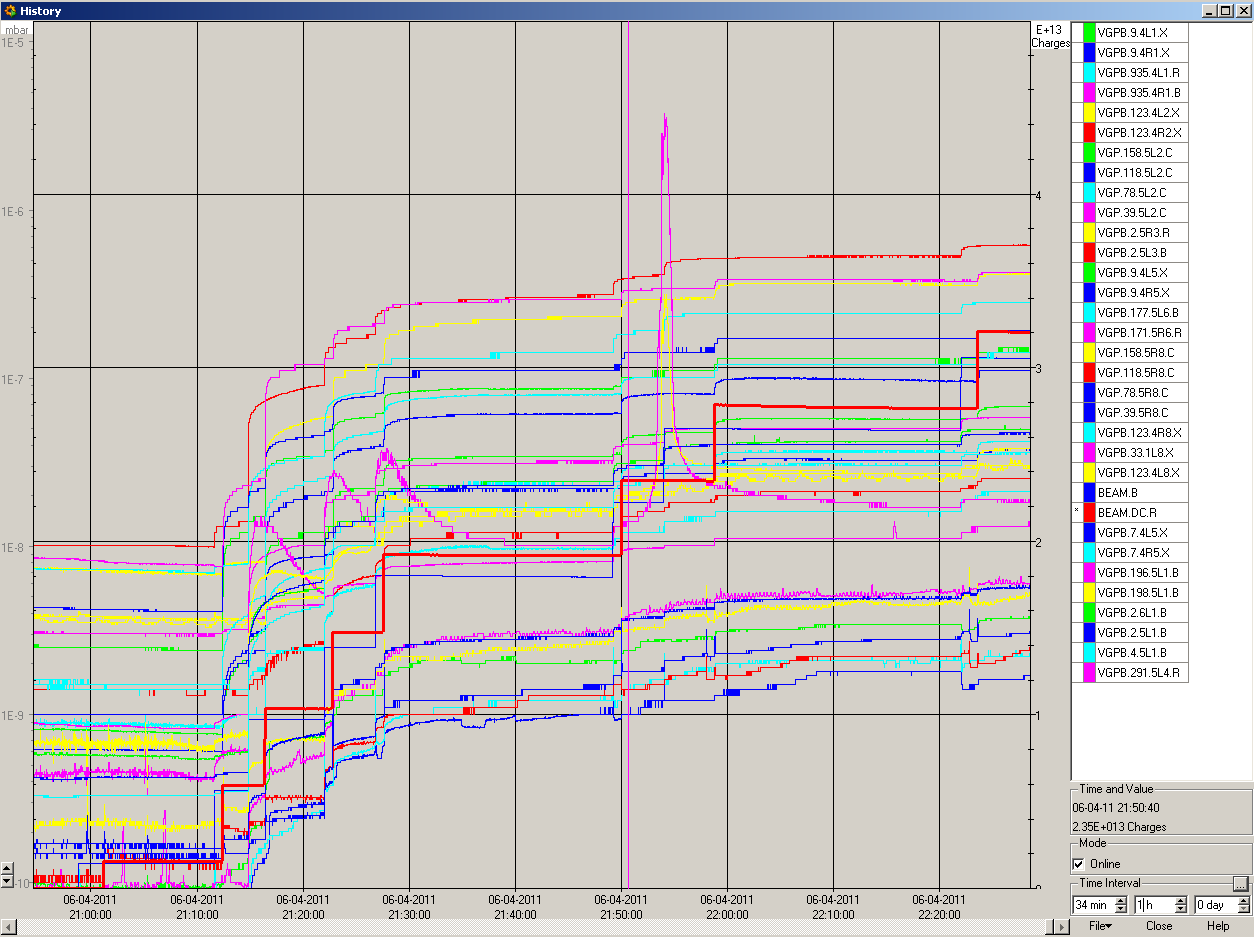 History
mbar
1E-5
1E-6
1E-7
1E-8
1E-9
-10
E+13
Charges
4
3
2
1
0
06-04-2011 06-04-2011 06-04-2011 06-04-2011 06-04-2011 06-04-2011 06-04-2011 06-04-2011 06-04-2011
21:00:00 21:10:00 21:20:00 21:30:00 21:40:00 21:50:00 22:00:00 22:10:00 22:20:00
VGPB.9.4L1.X
VGPB.9.4R1.X
VGPB.935.4L1.R
VGPB.935.4R1.B
VGPB.123.4L2.X
VGPB.123.4R2.X
VGP.158.5L2.C
VGP.118.5L2.C
VGP.78.5L2.C
VGP.39.5L2.C
VGPB.2.5R3.R
VGPB.2.5L3.B
VGPB.9.4L5.X
VGPB.9.4R5.X
VGPB.177.5L6.B
VGPB.171.5R6.R
VGP.158.5R8.C
VGP.118.5R8.C
VGP.78.5R8.C
VGP.39.5R8.C
VGPB.123.4R8.X
VGPB.33.1L8.X
VGPB.123.4L8.X
BEAM.B
* BEAM.DC.R
VGPB.7.4L5.X
VGPB.7.4R5.X
VGPB.196.5L1.B
VGPB.198.5L1.B
VGPB.2.6L1.B
VGPB.2.5L1.B
VGPB.4.5L1.B
VGPB.291.5L4.R
Time and Value
06-04-11 21:50:40
2.35E+013 Charges
Mode
Online
Time Interval
...
34 min 1 h 0 day
File Close Help